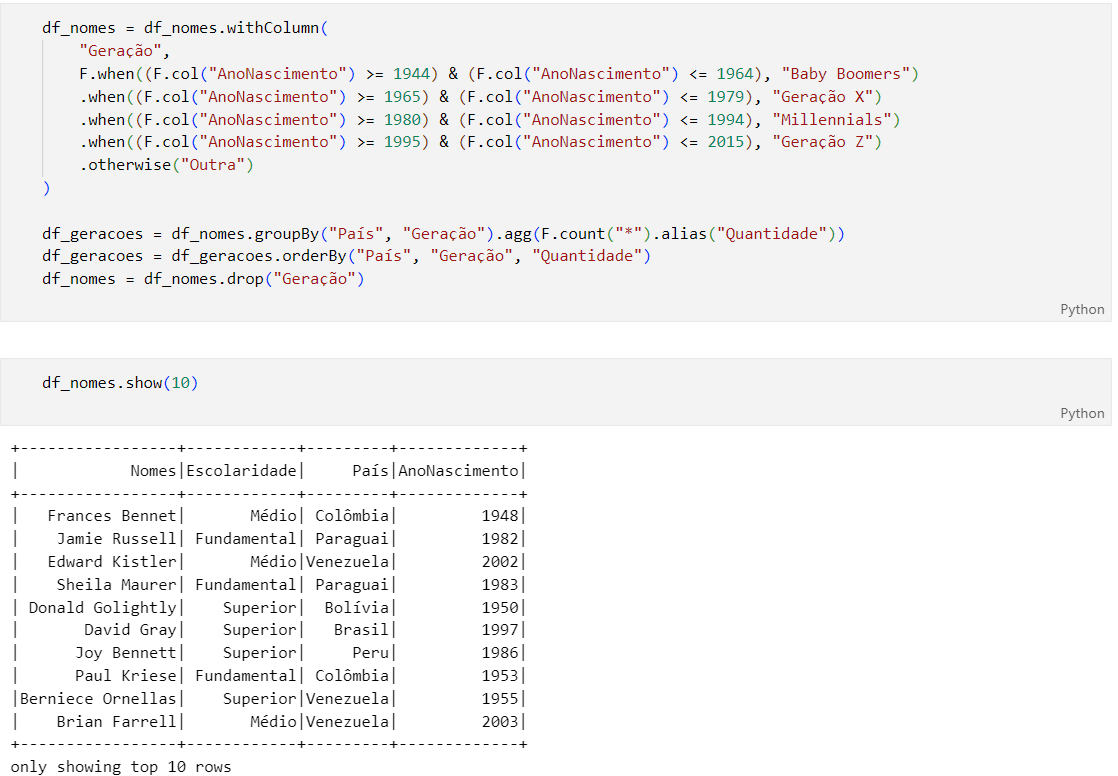 df_nomes = df_nomes.withColumn(
    "Geração",
    F.when((F.col("AnoNascimento") >= 1944) & (F.col("AnoNascimento") <= 1964), "Baby Boomers")
    .when((F.col("AnoNascimento") >= 1965) & (F.col("AnoNascimento") <= 1979), "Geração X")
    .when((F.col("AnoNascimento") >= 1980) & (F.col("AnoNascimento") <= 1994), "Millennials")
    .when((F.col("AnoNascimento") >= 1995) & (F.col("AnoNascimento") <= 2015), "Geração Z")
    .otherwise("Outra")
)
df_geracoes = df_nomes.groupBy("País", "Geração").agg(F.count("*").alias("Quantidade"))
df_geracoes = df_geracoes.orderBy("País", "Geração", "Quantidade")
df_nomes = df_nomes.drop("Geração")
Python
df_nomes.show(10)
Python
+-----------------+------------+---------+-------------+
|            Nomes|Escolaridade|     País|AnoNascimento|
+-----------------+------------+---------+-------------+
|   Frances Bennet|       Médio| Colômbia|         1948|
|    Jamie Russell| Fundamental| Paraguai|         1982|
|   Edward Kistler|       Médio|Venezuela|         2002|
|    Sheila Maurer| Fundamental| Paraguai|         1983|
| Donald Golightly|    Superior|  Bolívia|         1950|
|       David Gray|    Superior|   Brasil|         1997|
|      Joy Bennett|    Superior|     Peru|         1986|
|      Paul Kriese| Fundamental| Colômbia|         1953|
|Berniece Ornellas|    Superior|Venezuela|         1955|
|    Brian Farrell|       Médio|Venezuela|         2003|
+-----------------+------------+---------+-------------+
only showing top 10 rows